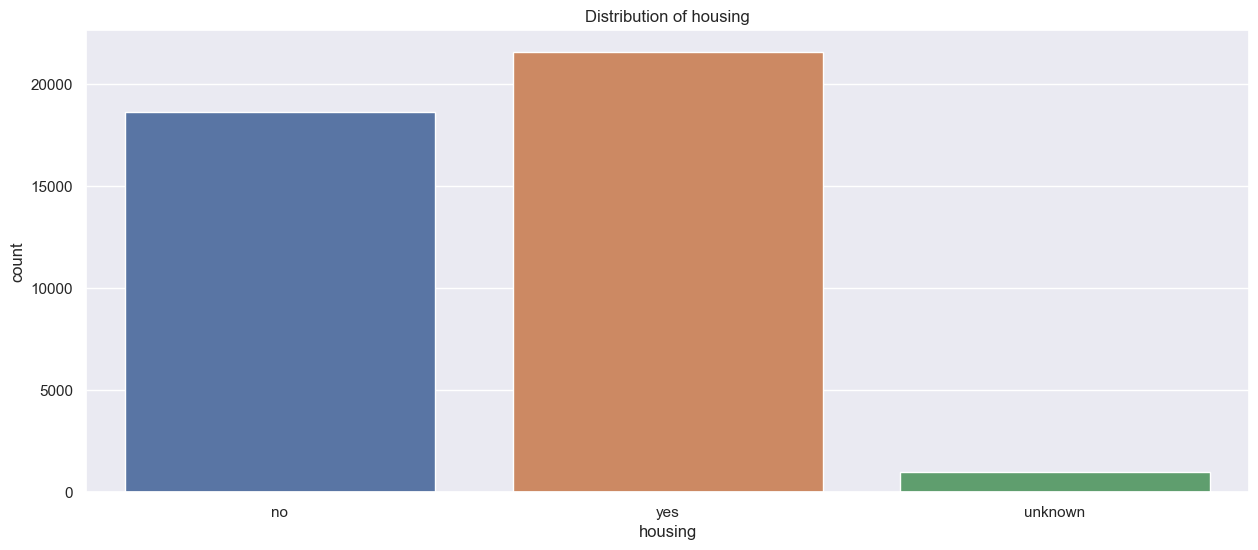 Distribution of housing
20000
15000
10000
5000
0
count
no yes unknown
housing